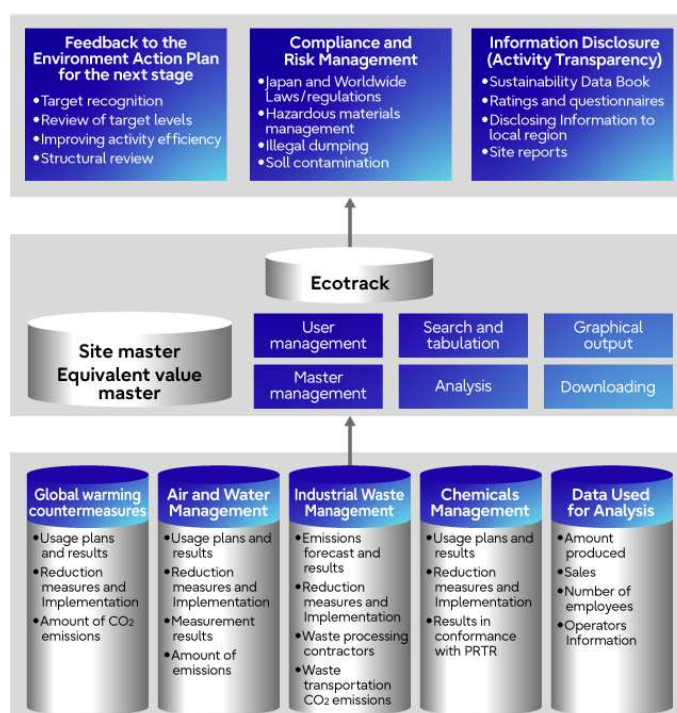 Feedback to the
Environment Action Plan
for the next stage
•Target recognition
•Review of target levels
•Improving activity efficiency
•Structural review
Compliance and
Risk Management
•Japan and Worldwide
Laws/regulations
•Hazardous materials
management
•Illegal dumping
•Soll contamination
Information Disclosure
(Activity Transparency)
•Sustainability Data Book
•Ratings and questionnaires
•Disclosing Information to
local region
•Site reports
Ecotrack
Site master
Equivalent value
master
User
management
Search and
tabulation
Graphical
output
Master
management
Analysis
Downloading
Global warming
countermeasures
•Usage plans
and results
•Reduction
measures and
Implementation
•Amount of CO2
emissions
Air and Water
Management
•Usage plans and
results
•Reduction
measures and
Implementation
•Measurement
results
•Amount of
emissions
Industrial Waste
Management
•Emissions
forecast and
results
•Reduction
measures and
Implementation
•Waste processing
contractors
•Waste
transportation
CO2 emissions
Chemicals
Management
•Usage plans and
results
•Reduction
measures and
Implementation
•Results in
conformance
with PRTR
Data Used
for Analysis
•Amount
produced
•Sales
•Number of
employees
•Operators
Information